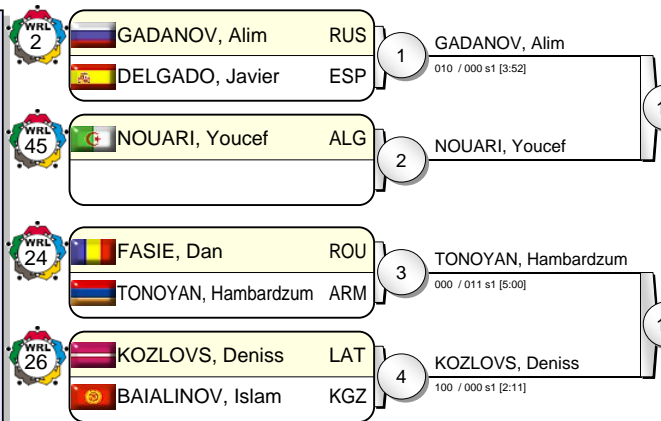 WRL
2
GADANOV, Alim RUS
DELGADO, Javier ESP
1
GADANOV, Alim
010 / 000 s1 [3:52]
WRL
45
NOUARI, Youcef ALG
2
NOUARI, Youcef
WRL
24
FASIE, Dan ROU
TONOYAN, Hambardzum ARM
3
TONOYAN, Hambardzum
000 / 011 s1 [5:00]
WRL
26
KOZLOVS, Deniss LAT
BAIALINOV, Islam KGZ
4
KOZLOVS, Deniss
100 / 000 s1 [2:11]